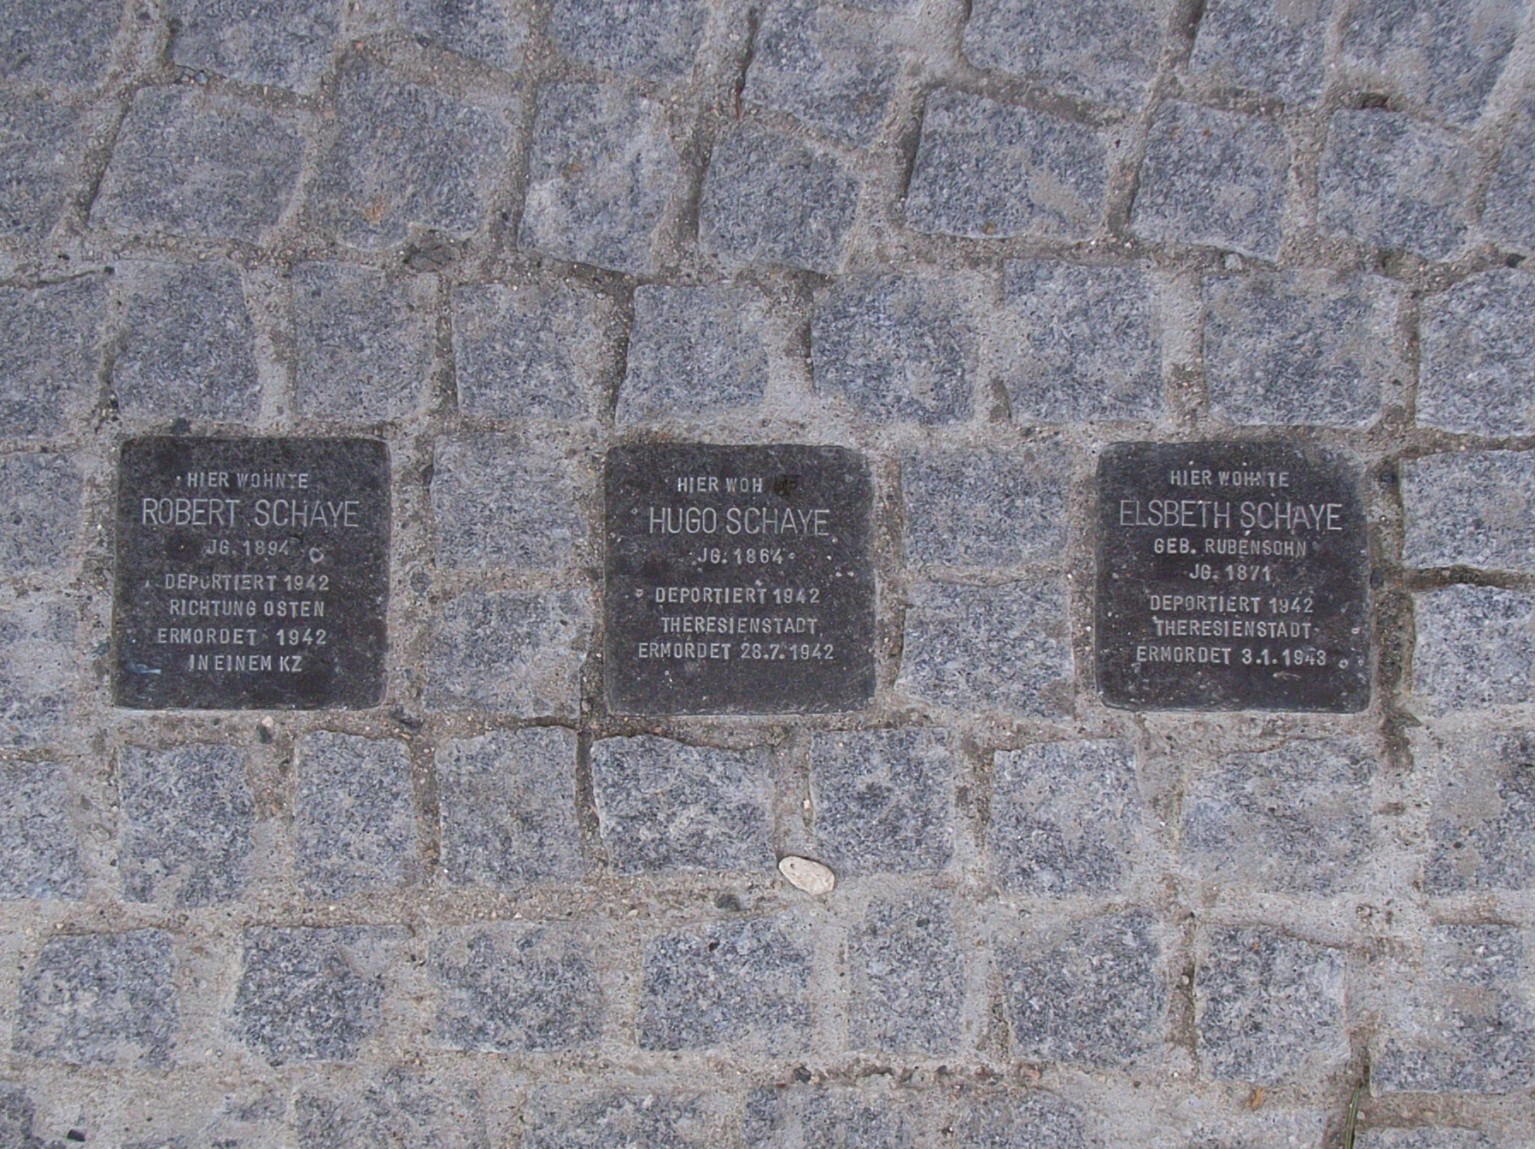 HIER WOHNTE
ROBERT SCHAYE
JG. 1894
DEPORTIERT 1942
RICHTUNG OSTEN
ERMORDET 1942
IN EINEM KZ
HIER WOH
HUGO SCHAYE
JG. 1864
DEPORTIERT 1942
THERESIENSTADT
ERMORDET 28.7.1942
HIER WOHNTE
ELSBETH SCHAYE
GEB. RUBENSOHN
JG. 1871
DEPORTIERT 1942
THERESIENSTADT
ERMORDET 3.1.1943